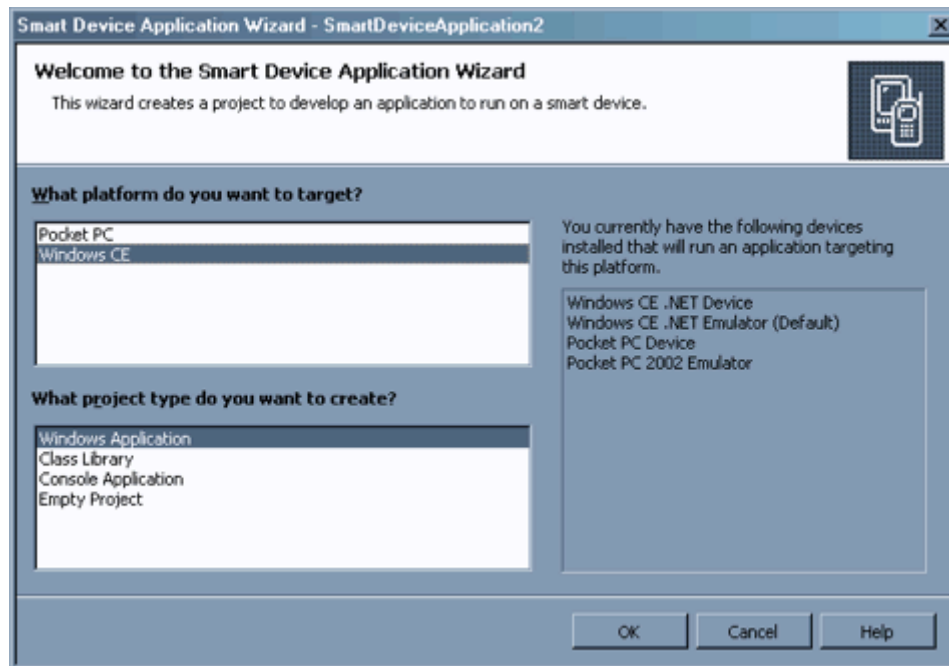 Smart Device Application Wizard - SmartDeviceApplication2
Welcome to the Smart Device Application Wizard
This wizard creates a project to develop an application to run on a smart device.
What platform do you want to target?
Pocket PC
Windows CE
You currently have the following devices
installed that will run an application targeting
this platform.
Windows CE .NET Device
Windows CE .NET Emulator (Default)
Pocket PC Device
Pocket PC 2002 Emulator
What project type do you want to create?
Windows Application
Class Library
Console Application
Empty Project
OK
Cancel
Help